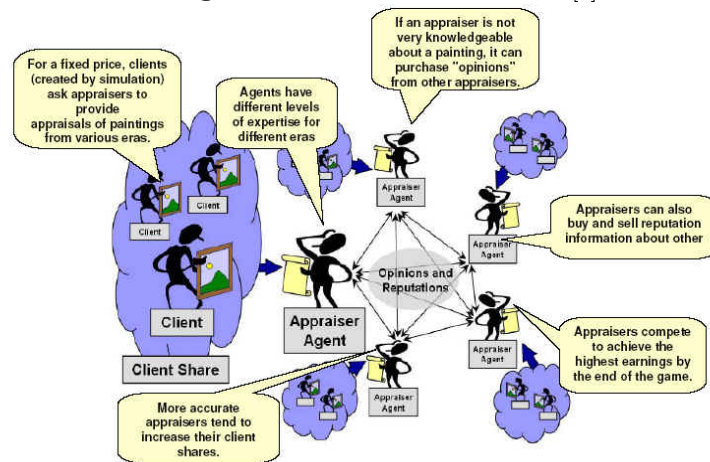 If an appraiser is not
very knowledgeable
about a painting, it can
purchase "opinions"
from other appraisers.
For a fixed price, clients
(created by simulation)
ask appraisers to
provide
appraisals of paintings
from various eras.
Agents have
different levels
of expertise for
different eras
Client
Client
Client
Client Share
Appraiser
Agent
Appraiser
Agent
Appraiser
Agent
Appraisers can also
buy and sell reputation
information about other
Opinions and
Reputations
Appraiser
Agent
Appraisers compete
to achieve the
highest earnings by
the end of the game.
Appraiser
Agent
More accurate
appraisers tend to
increase their client
shares.